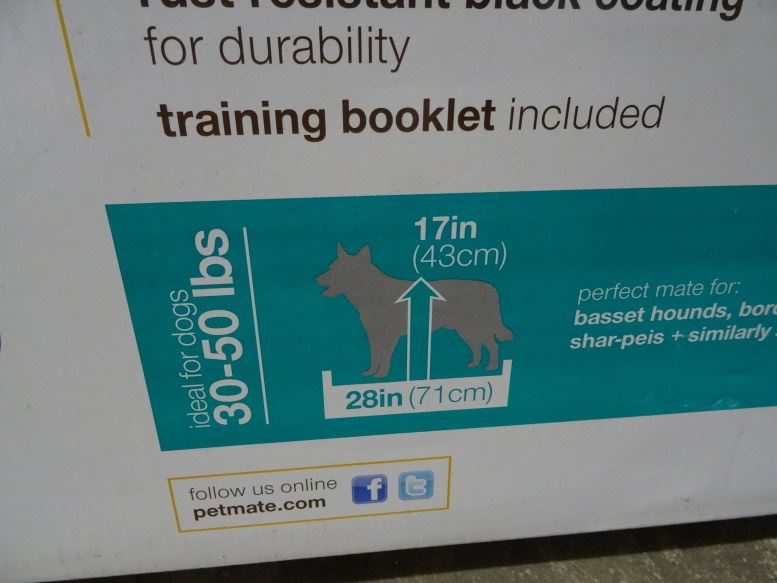 for durability
training booklet included
ideal for dogs
30-50 lbs
17in
(43cm)
28in (71cm)
perfect mate for:
basset hounds,
shar-peis + similarly
follow us online
petmate.com
f t